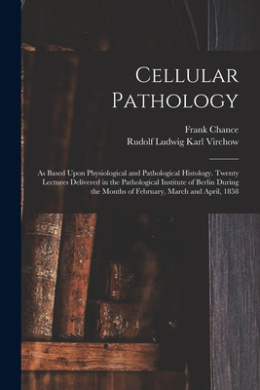 Cellular
Pathology
Frank Chance
Rudolf Ludwig Karl Virchow
As Based Upon Physiological and Pathological Histology. Twenty
Lectures Delivered in the Pathological Institute of Berlin During
the Months of February, March and April, 1858